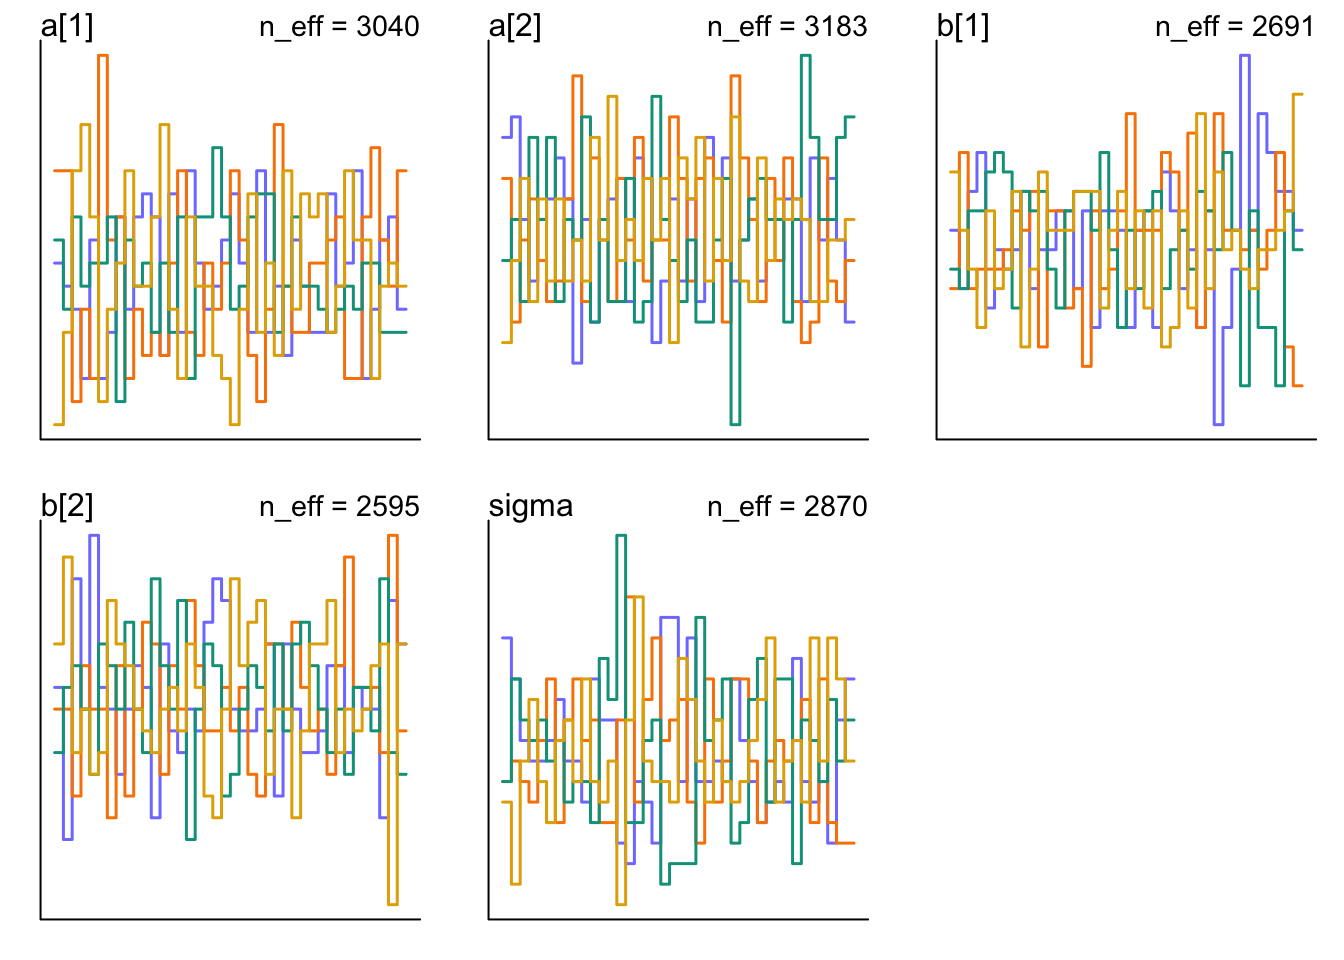 a[1] n_eff = 3040
a[2] n_eff = 3183
b[1] n_eff = 2691
b[2] n_eff = 2595
sigma n_eff = 2870